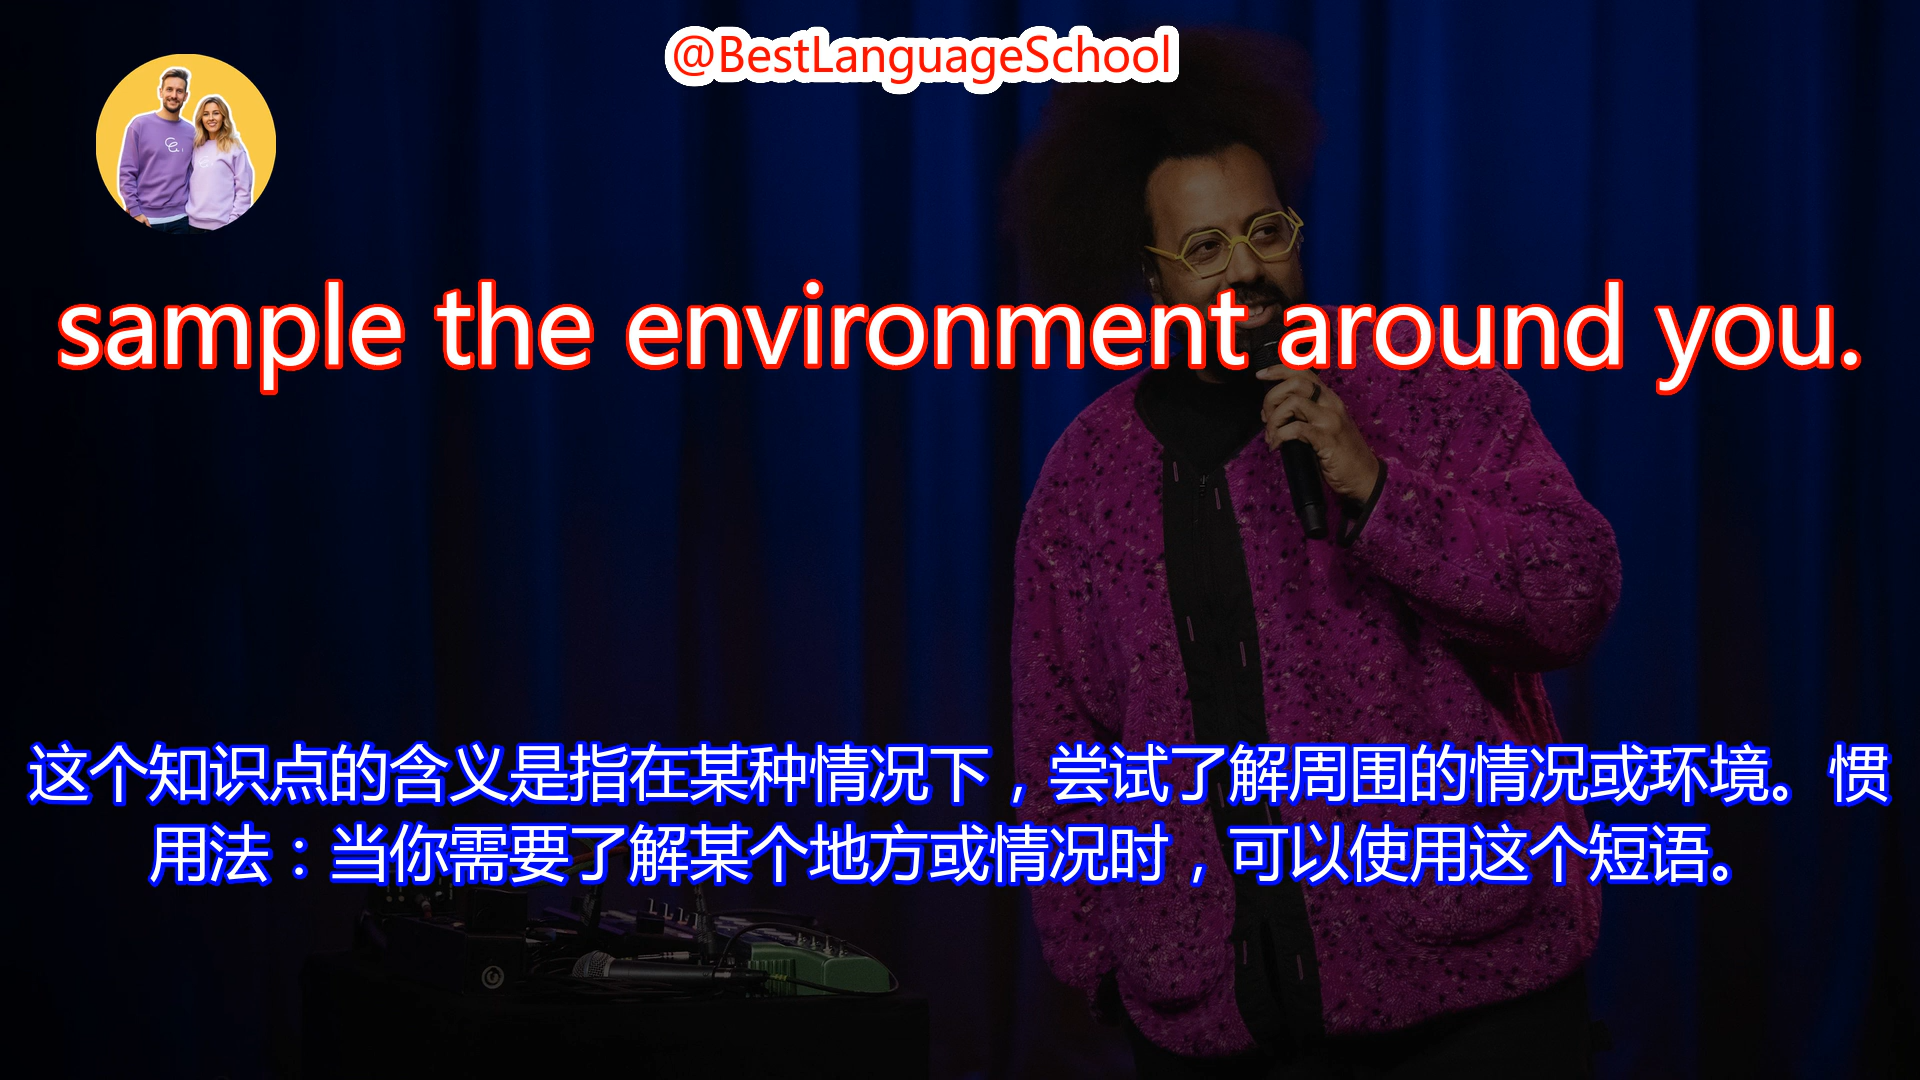 @BestLanguageSchool
sample the environment around you.
这个知识点的含义是指在某种情况下，尝试了解周围的情况或环境。惯
用法：当你需要了解某个地方或情况时，可以使用这个短语。